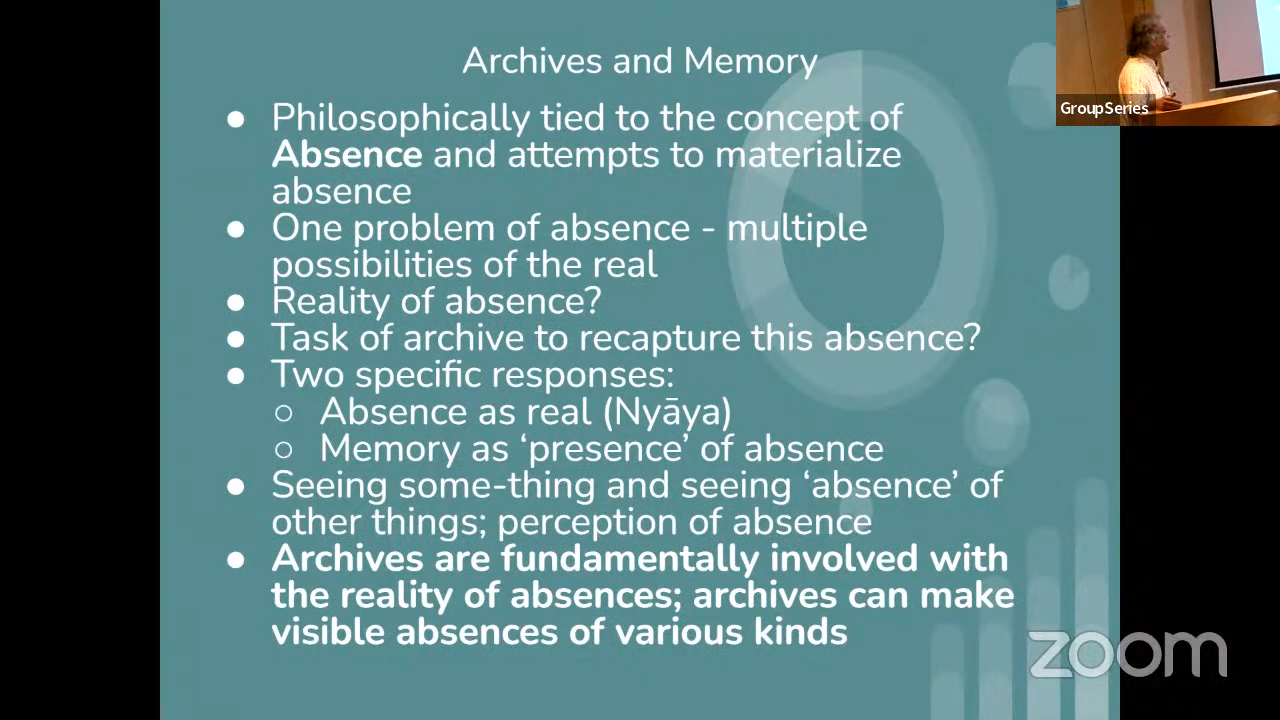 Archives and Memory
● Philosophically tied to the concept of
Absence and attempts to materialize
absence
● One problem of absence - multiple
possibilities of the real
● Reality of absence?
● Task of archive to recapture this absence?
● Two specific responses:
○ Absence as real (Nyāya)
○ Memory as ‘presence’ of absence
● Seeing some-thing and seeing ‘absence’ of
other things; perception of absence
● Archives are fundamentally involved with
the reality of absences; archives can make
visible absences of various kinds
GroupSeries
zoom